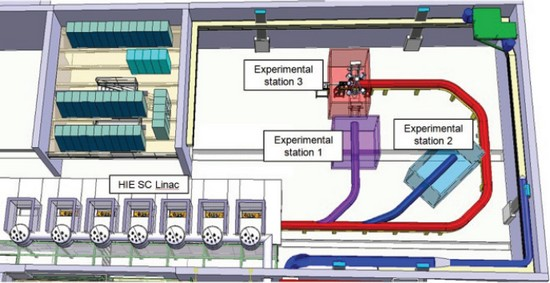 Experimental
station 3
Experimental
station 1
Experimental
station 2
HIE SC Linac